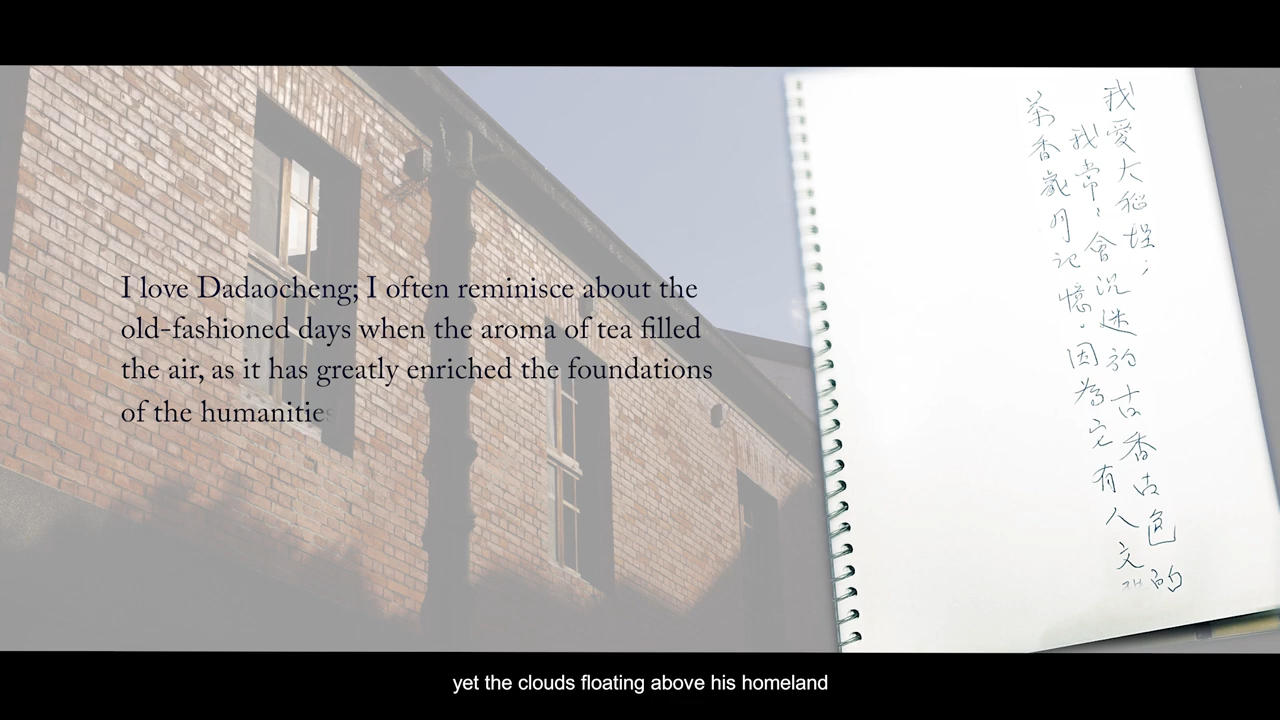 I love Dadaocheng; I often reminisce about the
old-fashioned days when the aroma of tea filled
the air, as it has greatly enriched the foundations
of the humanities
我愛大稻埕；
我常々會沉迷於古香古色的
茶香歲月记憶。因為它有人文
yet the clouds floating above his homeland